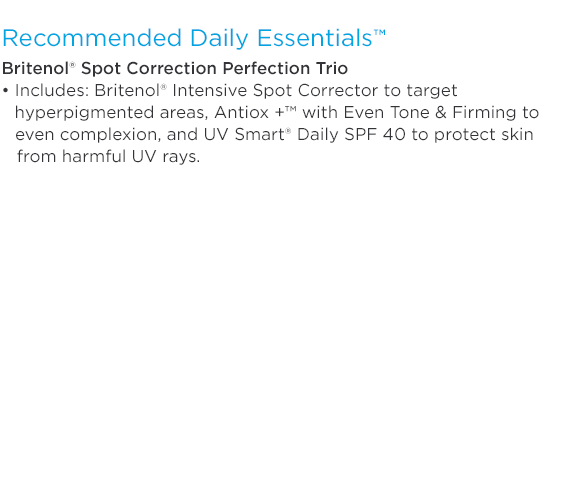 Recommended Daily Essentials™
Britenol® Spot Correction Perfection Trio
• Includes: Britenol® Intensive Spot Corrector to target
hyperpigmented areas, Antiox +™ with Even Tone & Firming to
even complexion, and UV Smart® Daily SPF 40 to protect skin
from harmful UV rays.